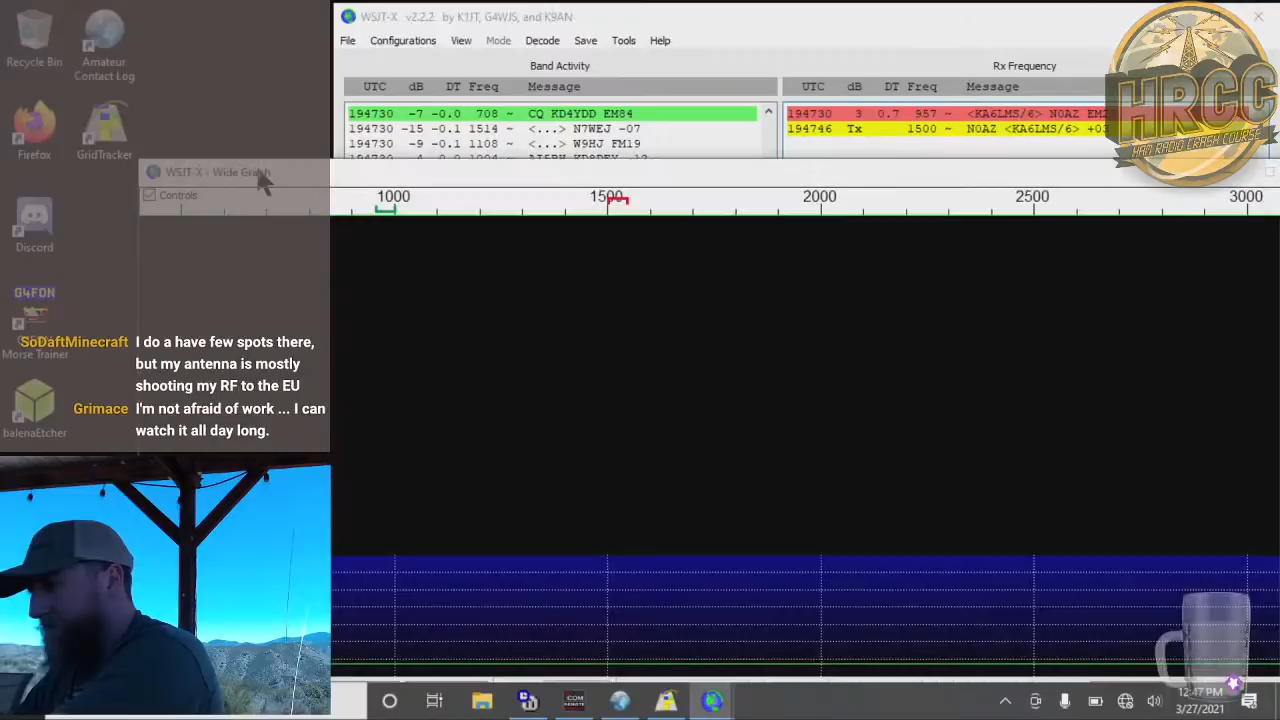 Recycle Bin
Amateur
Contact Log
Firefox
GridTracker
Discord
G4FON
Morse Trainer
balenaEtcher
WSJT-X v2.2.2 by K1JT, G4WJS, and K9AN
File Configurations View Mode Decode Save Tools Help
Band Activity
Rx Frequency
UTC dB DT Freq Message
UTC dB DT Freq Message
194730 -7 -0.0 708 ~ CQ KD4YDD EM84
194730 -15 -0.1 1514 ~ <...> N7WEJ -07
194730 -9 -0.1 1108 ~ <...> W9HJ FM19
194730 3 0.7 957 ~ <KA6LMS/6> N0AZ
194746 Tx 1500 ~ N0AZ <KA6LMS/6> +03
HRCC
HAM RADIO CRASH COURSE
WSJT-X - Wide Graph
Controls
1000 1500 2000 2500 3000
SoDaftMinecraft I do a have few spots there,
but my antenna is mostly
shooting my RF to the EU
Grimace I'm not afraid of work ... I can
watch it all day long.
12:47 PM
3/27/2021